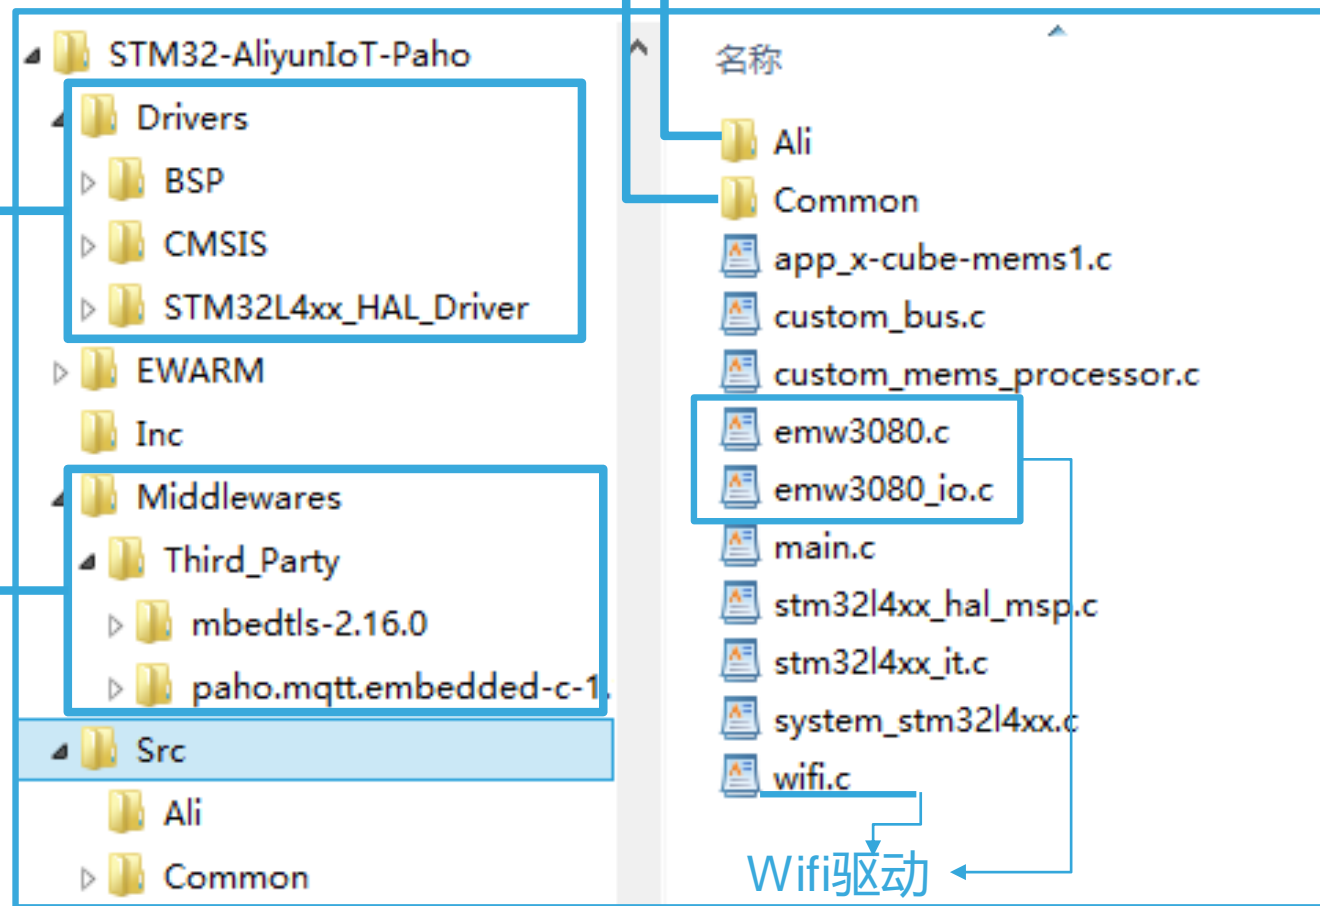 STM32-AliyunIoT-Paho
Drivers
BSP
CMSIS
STM32L4xx_HAL_Driver
EWARM
Inc
Middlewares
Third_Party
mbedtls-2.16.0
paho.mqtt.embedded-c-1.
Src
Ali
Common
名称
Ali
Common
app_x-cube-mems1.c
custom_bus.c
custom_mems_processor.c
emw3080.c
emw3080_io.c
main.c
stm32l4xx_hal_msp.c
stm32l4xx_it.c
system_stm32l4xx.c
wifi.c
Wifi驱动